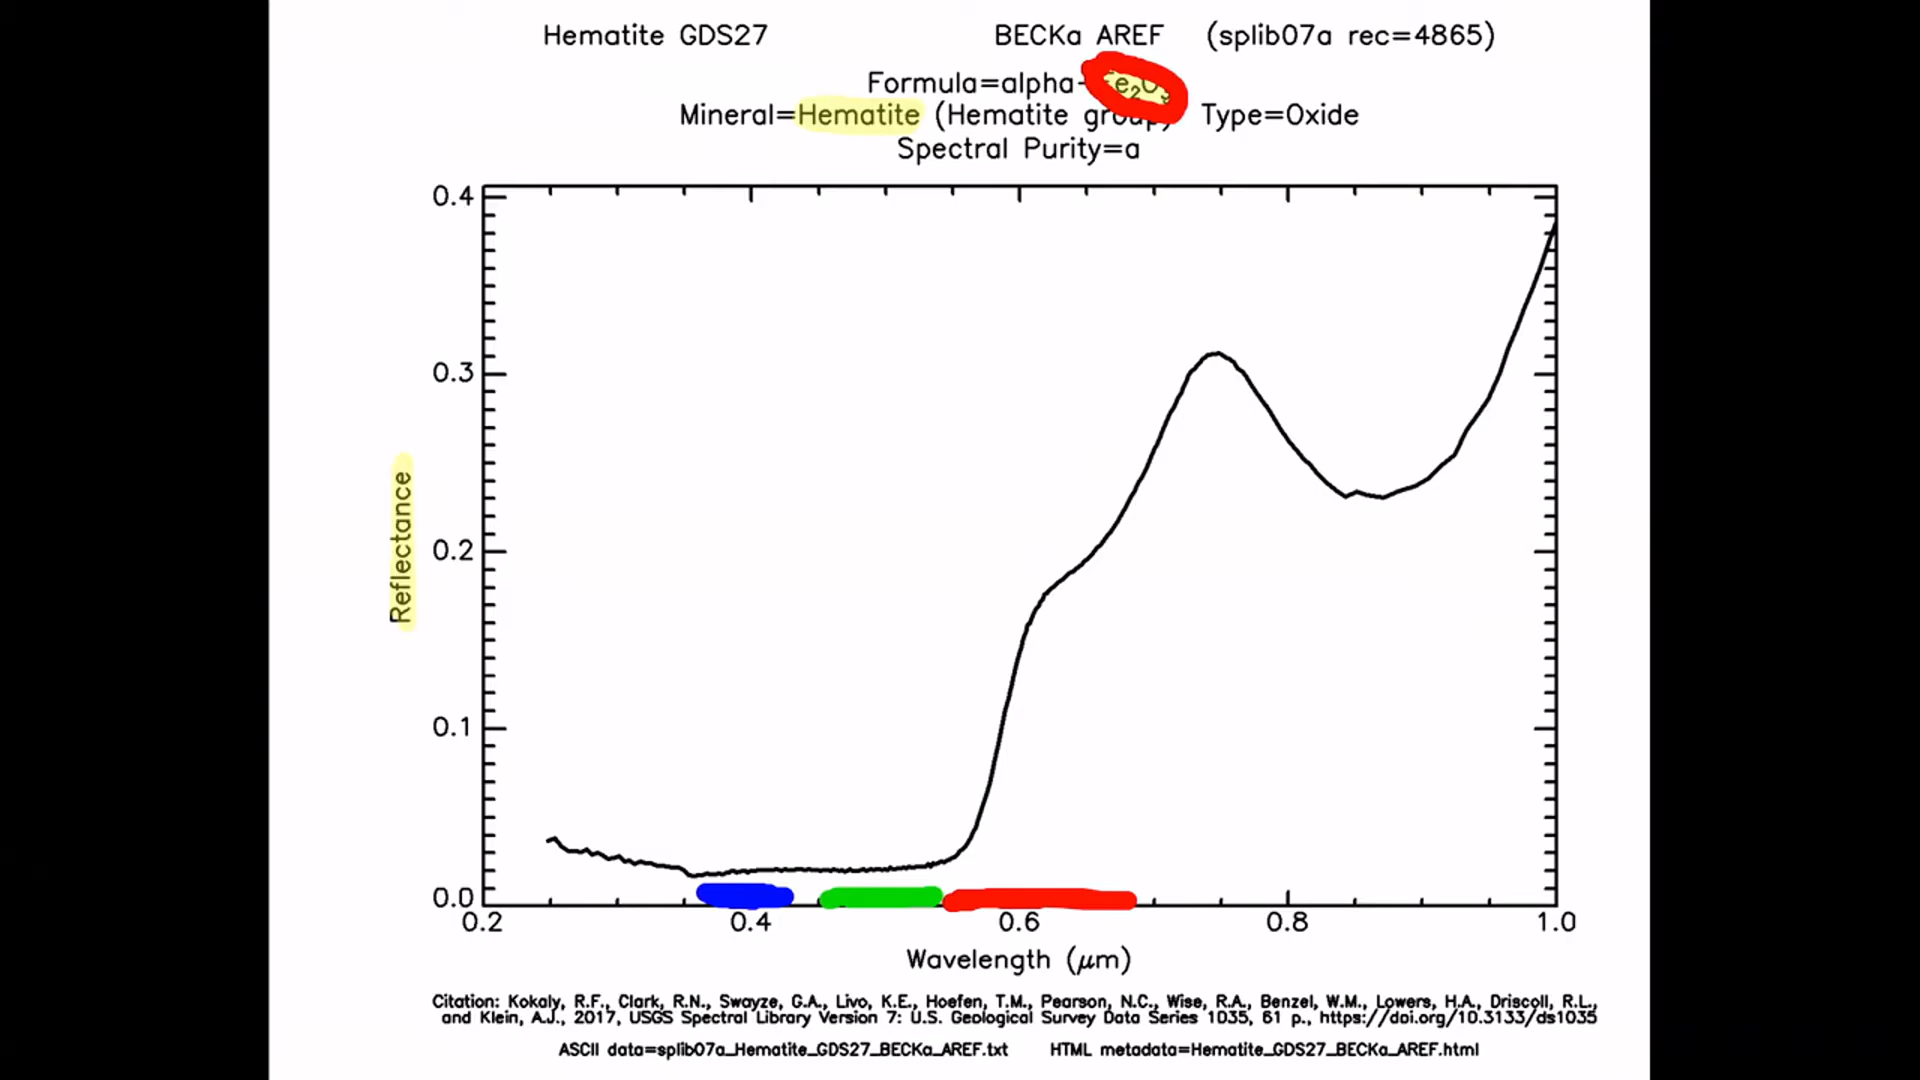 Hematite GDS27 BECKa AREF (splib07a rec=4865)
Formula=alpha-
Mineral=Hematite (Hematite group) Type=Oxide
Spectral Purity=a
0.4
0.3
0.2
0.1
0.0
Reflectance
0.2 0.4 0.6 0.8 1.0
Wavelength (μm)
Citation: Kokaly, R.F., Clark, R.N., Swayze, G.A., Livo, K.E., Hoefen, T.M., Pearson, N.C., Wise, R.A., Benzel, W.M., Lowers, H.A., Driscoll, R.L.,
and Klein, A.J., 2017, USGS Spectral Library Version 7: U.S. Geological Survey Data Series 1035, 61 p., https://doi.org/10.3133/ds1035
ASCII data=splib07a_Hematite_GDS27_BECKa_AREF.txt HTML metadata=Hematite_GDS27_BECKa_AREF.html